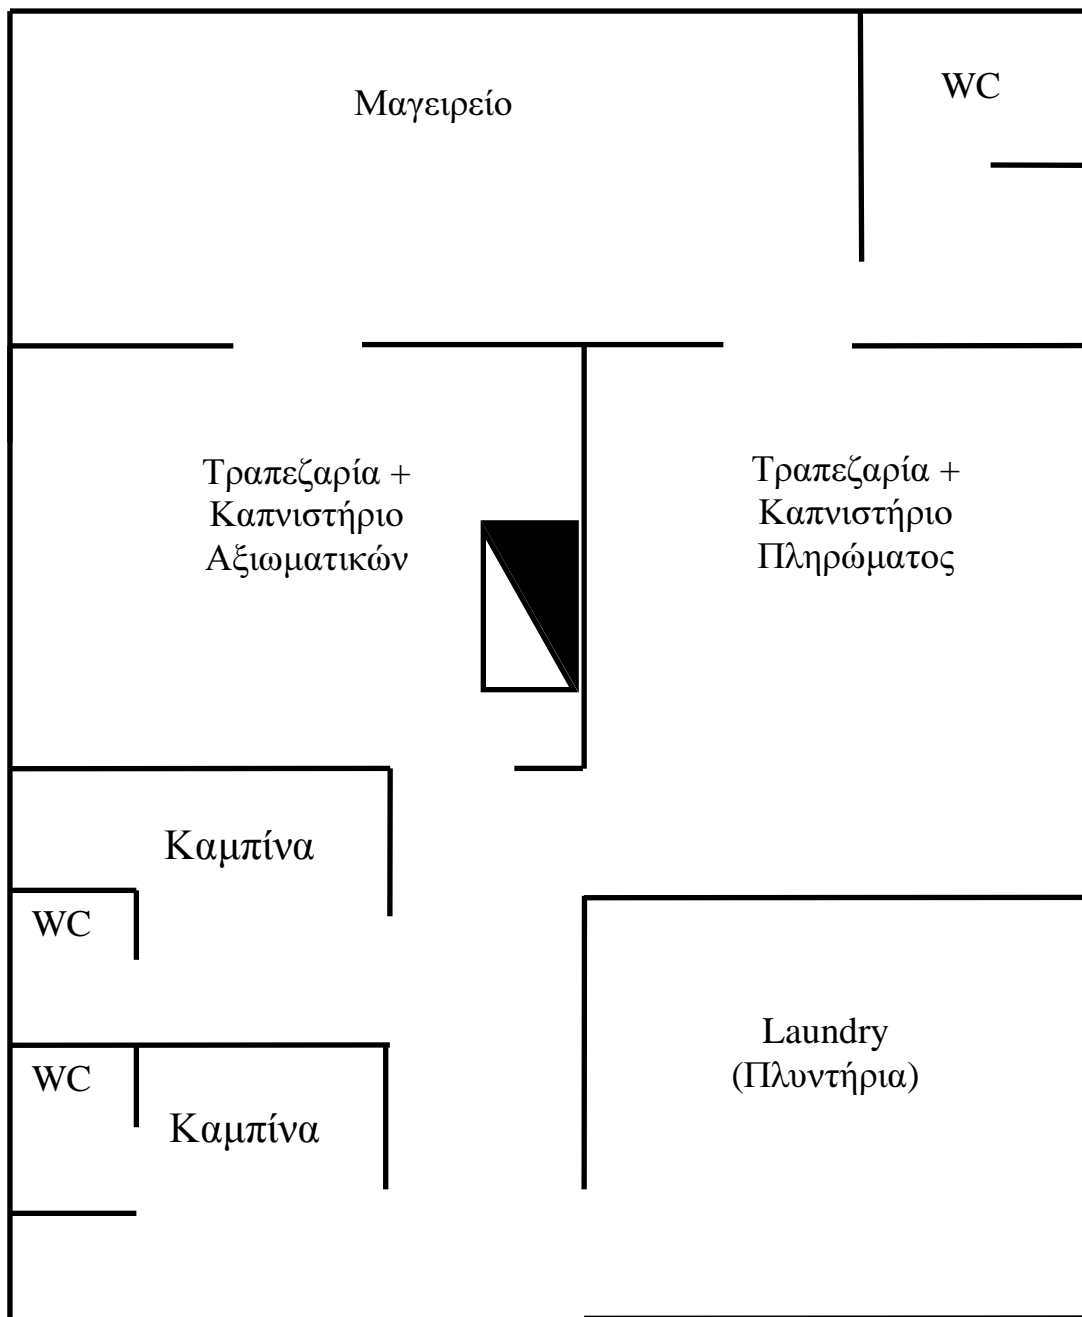 Μαγειρείο
WC
Τραπεζαρία +
Καπνιστήριο
Αξιωματικών
Τραπεζαρία +
Καπνιστήριο
Πληρώματος
Καμπίνα
WC
Laundry
(Πλυντήρια)
WC
Καμπίνα